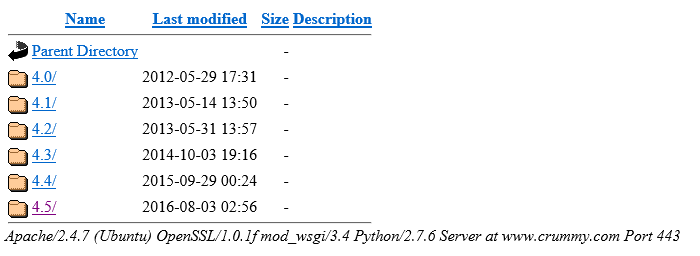 Name Last modified Size Description
Parent Directory -
4.0/ 2012-05-29 17:31 -
4.1/ 2013-05-14 13:50 -
4.2/ 2013-05-31 13:57 -
4.3/ 2014-10-03 19:16 -
4.4/ 2015-09-29 00:24 -
4.5/ 2016-08-03 02:56 -
Apache/2.4.7 (Ubuntu) OpenSSL/1.0.1f mod_wsgi/3.4 Python/2.7.6 Server at www.crummy.com Port 443